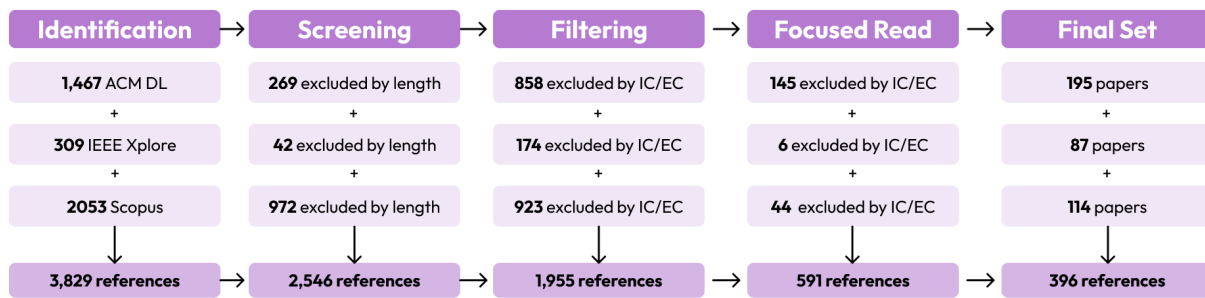 Identification
Screening
Filtering
Focused Read
Final Set
1,467 ACM DL
269 excluded by length
858 excluded by IC/EC
145 excluded by IC/EC
195 papers
+
+
+
+
+
309 IEEE Xplore
42 excluded by length
174 excluded by IC/EC
6 excluded by IC/EC
87 papers
+
+
+
+
+
2053 Scopus
972 excluded by length
923 excluded by IC/EC
44 excluded by IC/EC
114 papers
3,829 references
2,546 references
1,955 references
591 references
396 references